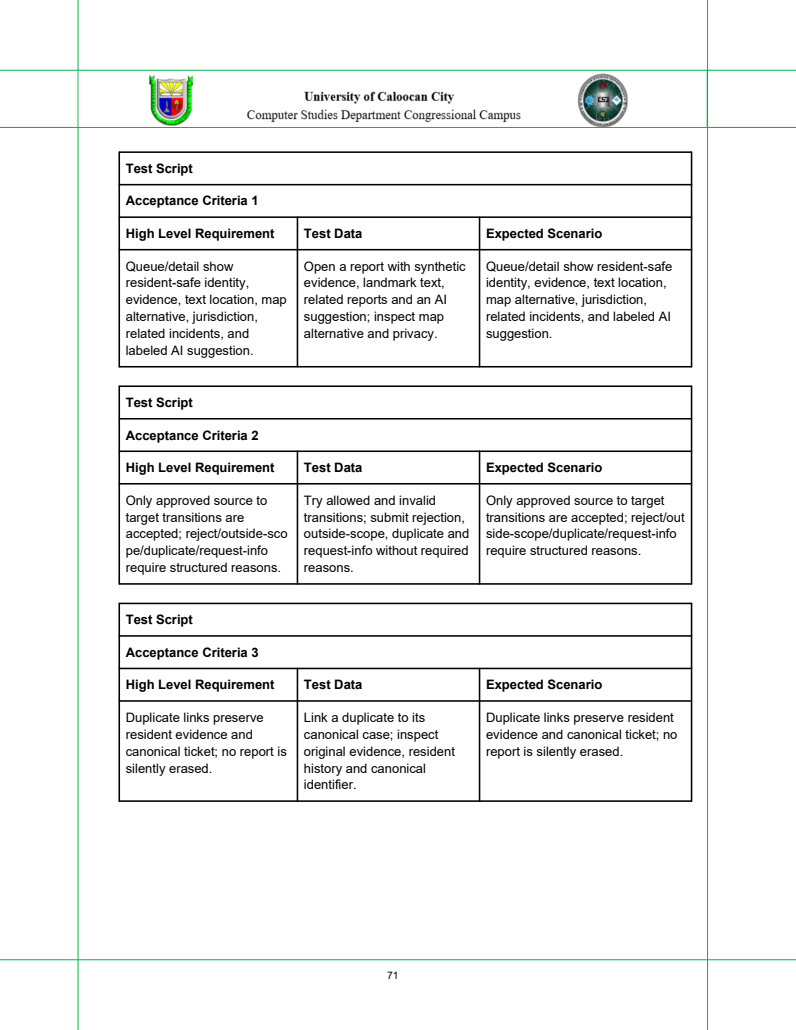 University of Caloocan City
Computer Studies Department Congressional Campus
Test Script
Acceptance Criteria 1
High Level Requirement
Test Data
Expected Scenario
Queue/detail show
resident-safe identity,
evidence, text location, map
alternative, jurisdiction,
related incidents, and
labeled AI suggestion.
Open a report with synthetic
evidence, landmark text,
related reports and an AI
suggestion; inspect map
alternative and privacy.
Queue/detail show resident-safe
identity, evidence, text location,
map alternative, jurisdiction,
related incidents, and labeled AI
suggestion.
Test Script
Acceptance Criteria 2
High Level Requirement
Test Data
Expected Scenario
Only approved source to
target transitions are
accepted; reject/outside-sco
pe/duplicate/request-info
require structured reasons.
Try allowed and invalid
transitions; submit rejection,
outside-scope, duplicate and
request-info without required
reasons.
Only approved source to target
transitions are accepted; reject/out
side-scope/duplicate/request-info
require structured reasons.
Test Script
Acceptance Criteria 3
High Level Requirement
Test Data
Expected Scenario
Duplicate links preserve
resident evidence and
canonical ticket; no report is
silently erased.
Link a duplicate to its
canonical case; inspect
original evidence, resident
history and canonical
identifier.
Duplicate links preserve resident
evidence and canonical ticket; no
report is silently erased.
71